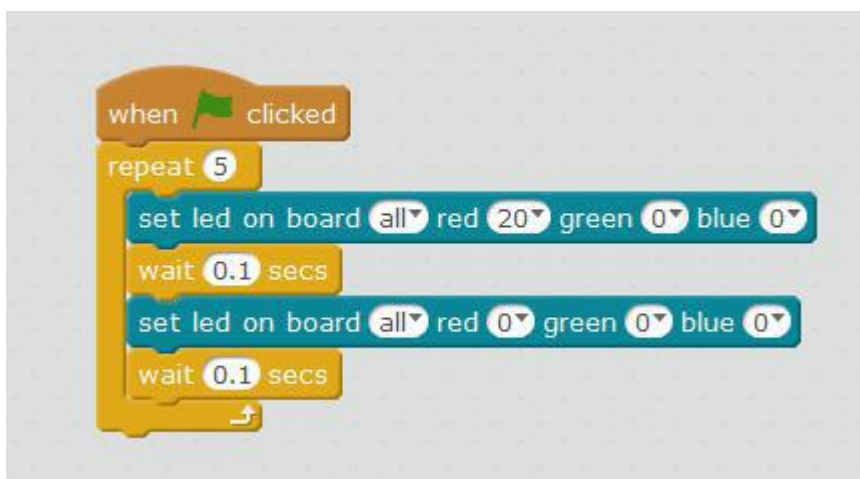 when clicked
repeat 5
set led on board all red 20 green 0 blue 0
wait 0.1 secs
set led on board all red 0 green 0 blue 0
wait 0.1 secs